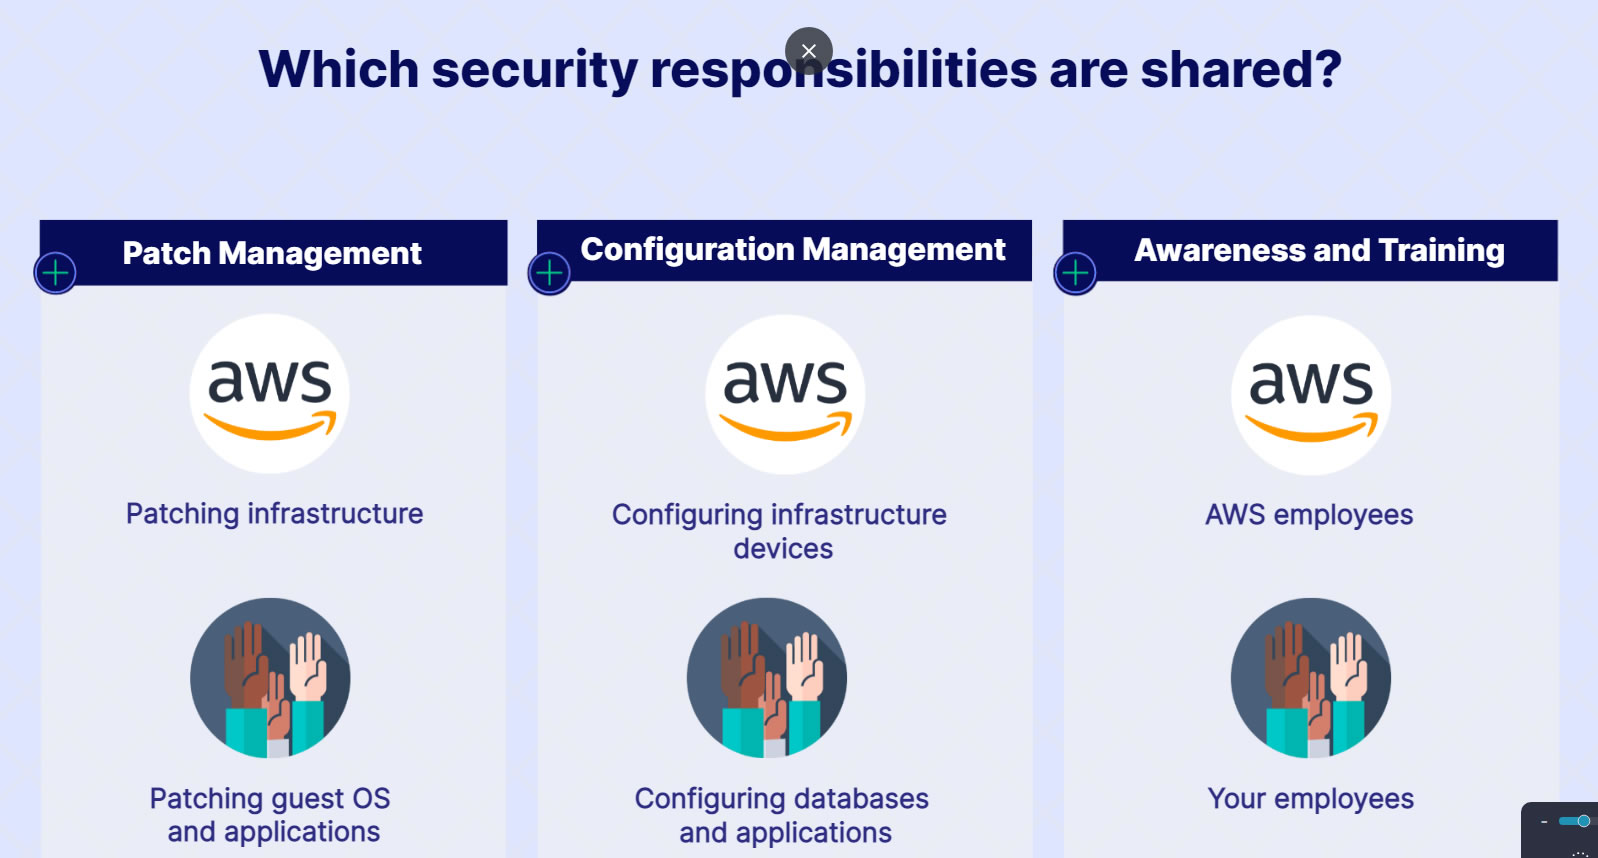 Which security responsibilities are shared?
Patch Management
aws
Patching infrastructure
Patching guest OS
and applications
Configuration Management
aws
Configuring infrastructure
devices
Configuring databases
and applications
Awareness and Training
aws
AWS employees
Your employees